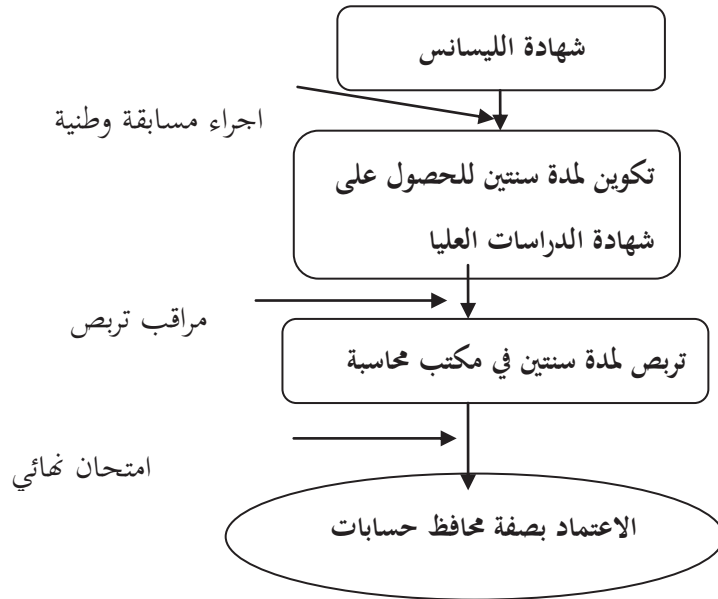 شهادة الليسانس
اجراء مسابقة وطنية
تكوين لمدة سنتين للحصول على
شهادة الدراسات العليا
مراقب تربص
تربص لمدة سنتين في مكتب محاسبة
امتحان نهائي
الاعتماد بصفة محافظ حسابات